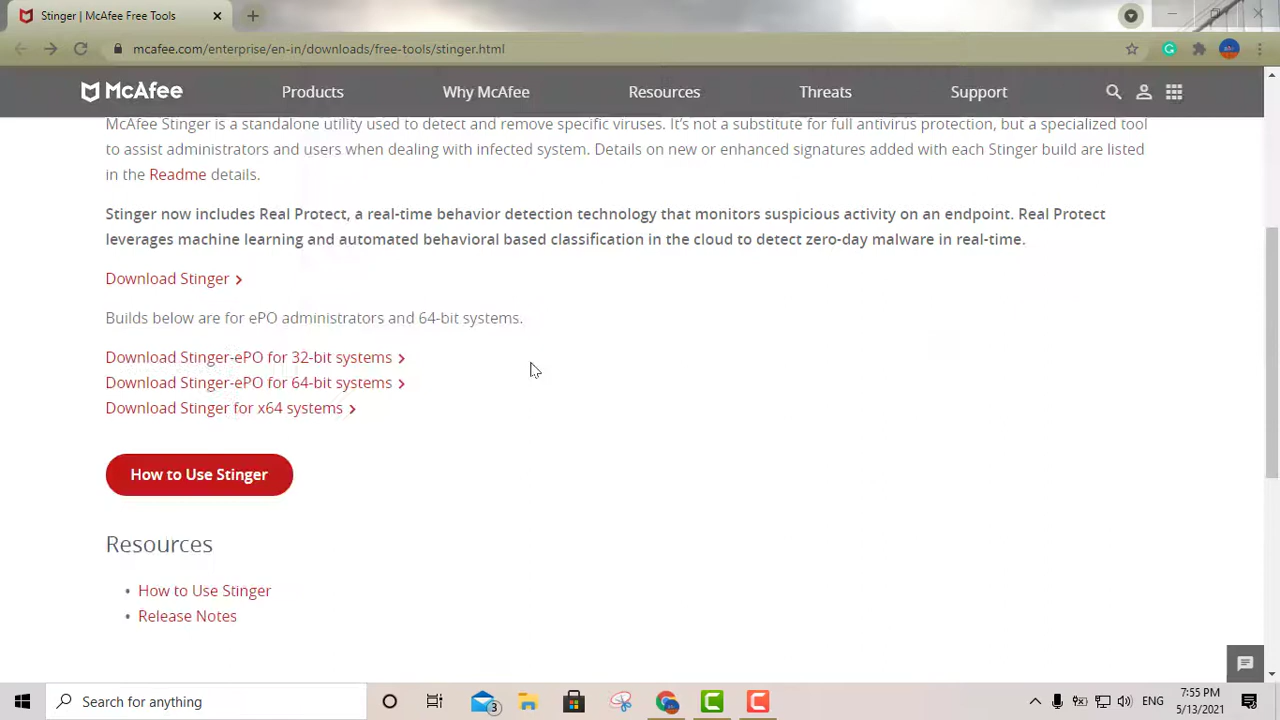 Stinger | McAfee Free Tools
mcafee.com/enterprise/en-in/downloads/free-tools/stinger.html
McAfee Products Why McAfee Resources Threats Support
McAfee Stinger is a standalone utility used to detect and remove specific viruses. It's not a substitute for full antivirus protection, but a specialized tool
to assist administrators and users when dealing with infected system. Details on new or enhanced signatures added with each Stinger build are listed
in the Readme details.
Stinger now includes Real Protect, a real-time behavior detection technology that monitors suspicious activity on an endpoint. Real Protect
leverages machine learning and automated behavioral based classification in the cloud to detect zero-day malware in real-time.
Download Stinger
Builds below are for ePO administrators and 64-bit systems.
Download Stinger-ePO for 32-bit systems
Download Stinger-ePO for 64-bit systems
Download Stinger for x64 systems
How to Use Stinger
Resources
• How to Use Stinger
• Release Notes
Search for anything
3
ENG
7:55 PM
5/13/2021